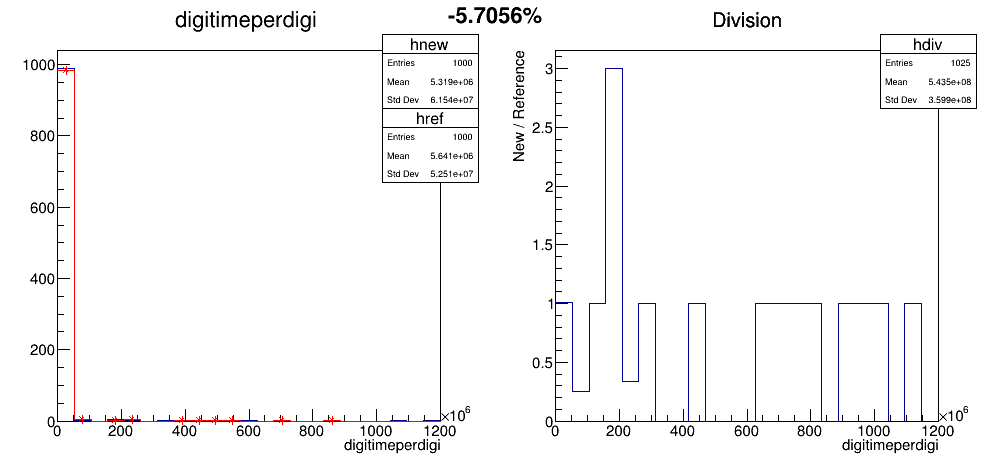 -5.7056%
digitimeperdigi
hnew
Entries 1000
Mean 5.319e+06
Std Dev 6.154e+07
href
Entries 1000
Mean 5.641e+06
Std Dev 5.251e+07
1000
800
600
400
200
0
0 200 400 600 800 1000 1200
×10⁶
digitimeperdigi
Division
hdiv
Entries 1025
Mean 5.435e+08
Std Dev 3.599e+08
New / Reference
3
2.5
2
1.5
1
0.5
0
0 200 400 600 800 1000 1200
×10⁶
digitimeperdigi